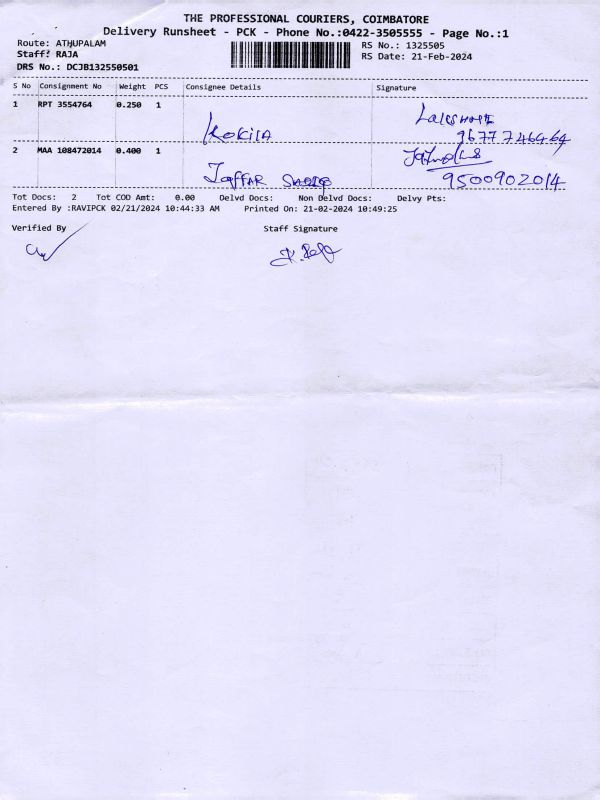 THE PROFESSIONAL COURIERS, COIMBATORE
Delivery Runsheet - PCK - Phone No.:0422-3505555 - Page No.:1
Route: ATHUPALAM
RS No.: 1325505
Staff: RAJA
RS Date: 21-Feb-2024
DRS No.: DCJB132550501
S No Consignment No Weight PCS Consignee Details Signature
1 RPT 3554764 0.250 1
KOKILA 9677746464
2 MAA 108472014 0.400 1
JAFFAR SADIQ 9500902014
Tot Docs: 2 Tot COD Amt: 0.00 Delvd Docs: Non Delvd Docs: Delvy Pts:
Entered By :RAVIPCK 02/21/2024 10:44:33 AM Printed On: 21-02-2024 10:49:25
Verified By Staff Signature